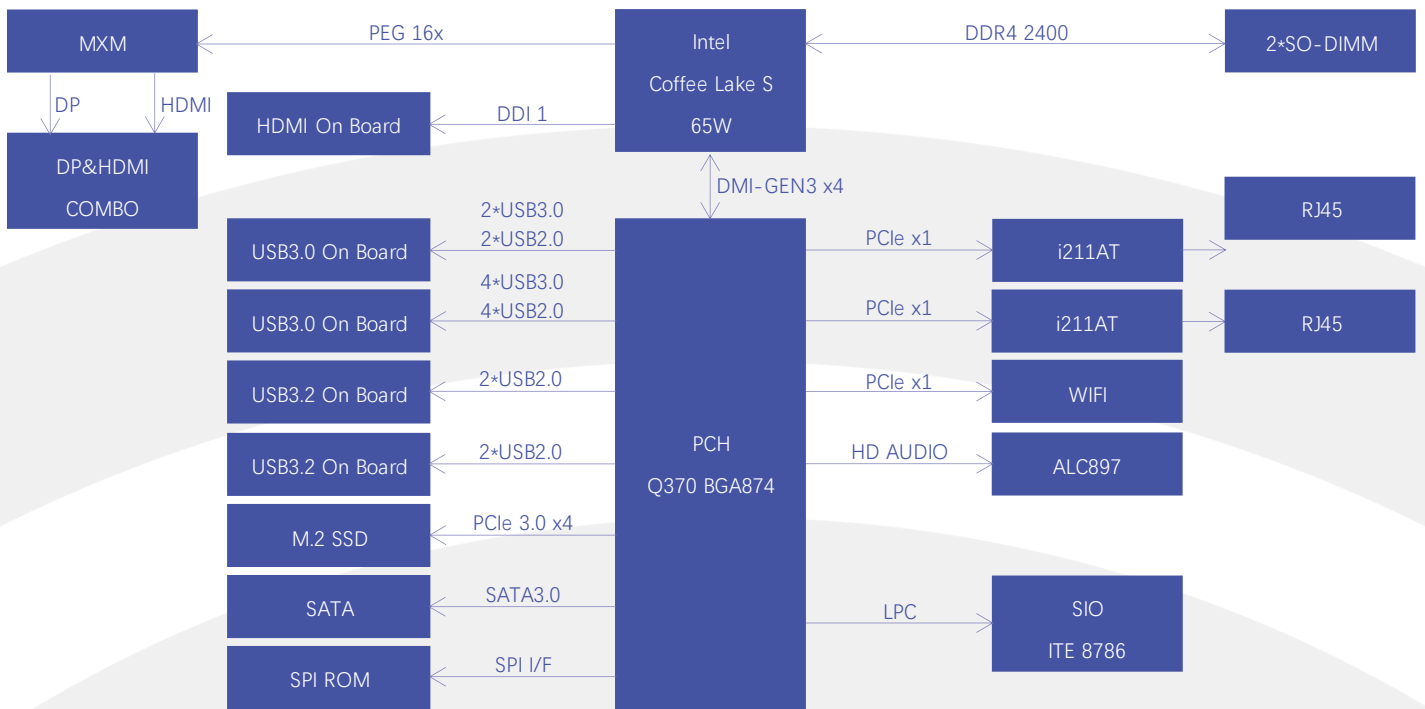 MXM
PEG 16x
Intel
Coffee Lake S
65W
DDR4 2400
2*SO-DIMM
DP
HDMI
HDMI On Board
DDI 1
DP&HDMI
COMBO
DMI-GEN3 x4
2*USB3.0
2*USB2.0
USB3.0 On Board
PCIe x1
i211AT
RJ45
4*USB3.0
4*USB2.0
USB3.0 On Board
PCIe x1
i211AT
RJ45
2*USB2.0
USB3.2 On Board
PCIe x1
WIFI
2*USB2.0
USB3.2 On Board
PCH
Q370 BGA874
HD AUDIO
ALC897
PCIe 3.0 x4
M.2 SSD
SATA3.0
SATA
LPC
SIO
ITE 8786
SPI I/F
SPI ROM